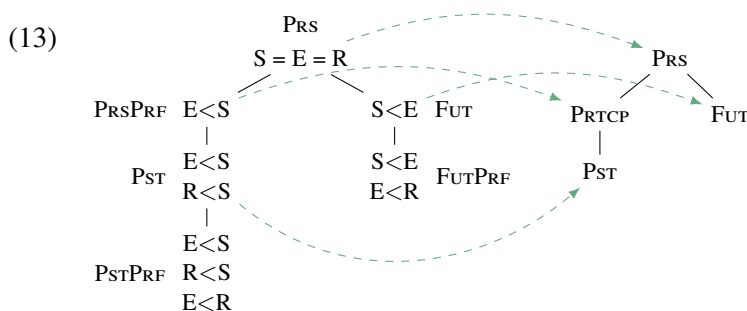 PRS
(13)
S = E = R PRS
PRSPRF E<S S<E FUT PRTCP FUT
E<S S<E
PST FUTPRF PST
R<S E<R
E<S
PSTPRF R<S
E<R